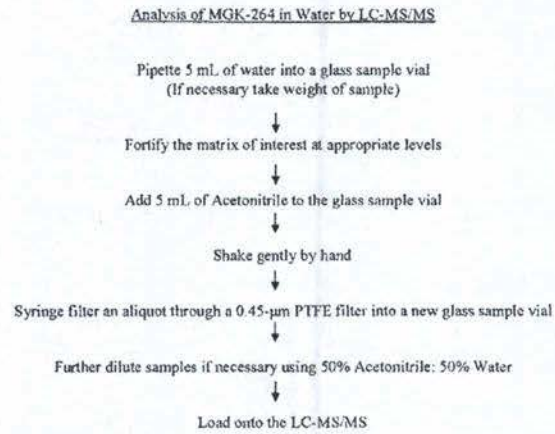 Analysis of MGK-264 in Water by LC-MS/MS
Pipette 5 mL of water into a glass sample vial
(If necessary take weight of sample)
Fortify the matrix of interest at appropriate levels
Add 5 mL of Acetonitrile to the glass sample vial
Shake gently by hand
Syringe filter an aliquot through a 0.45-µm PTFE filter into a new glass sample vial
Further dilute samples if necessary using 50% Acetonitrile: 50% Water
Load onto the LC-MS/MS